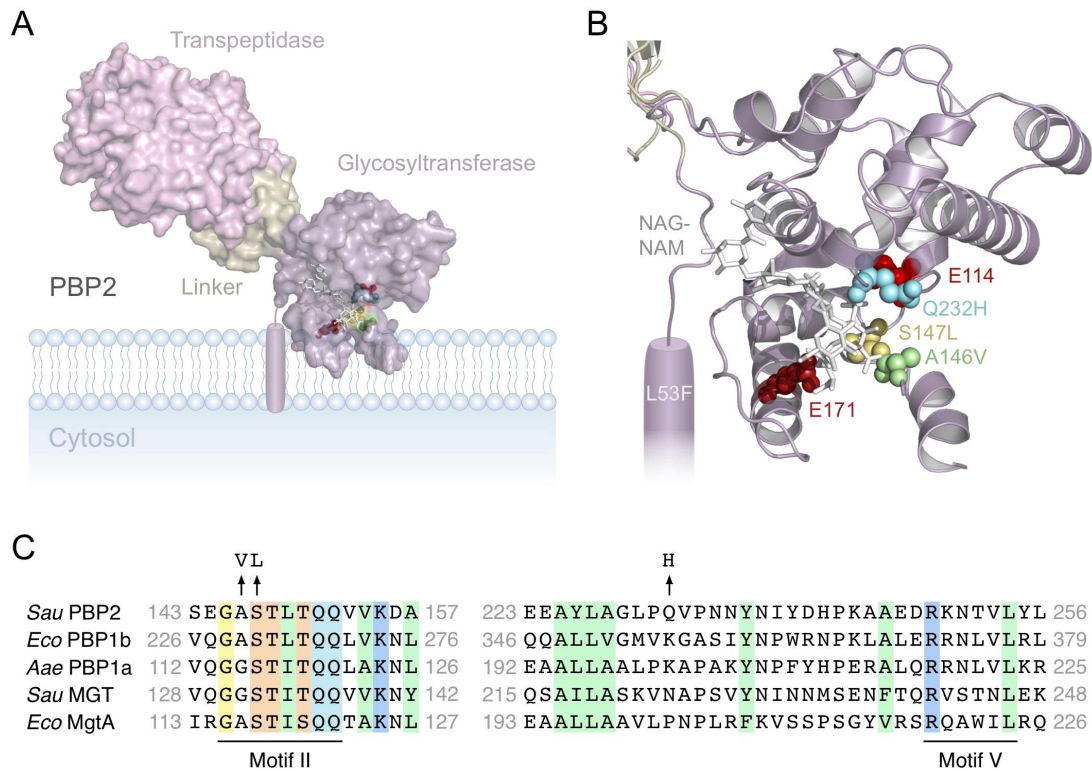 A
Transpeptidase
Glycosyltransferase
Linker
PBP2
Cytosol
B
NAG-
NAM
E114
Q232H
S147L
A146V
E171
L53F
C
V L H
Sau PBP2 143 SEGASTLTQQVVKDA 157 223 EEAYLAGLPQVPNNYNIYDHPKAAEDRKNTVLYL 256
Eco PBP1b 226 VQGASTLTQQLVKNL 276 346 QQALLVGMVKGASIYNPWRNPKLALERRNLVLRL 379
Aae PBP1a 112 VQGGSTITQQLAKNL 126 192 EAALLAALPKAPAKYNPFYHPERALQRRNLVLKR 225
Sau MGT 128 VQGGSTITQQVVKNY 142 215 QSAILASKVNAPSVYNINNMSENFTQRVSTNLEK 248
Eco MgtA 113 IRGASTISQQTAKNL 127 193 EAALLAAVLPNPLRFKVSSPSGYVRSRQAWILRQ 226
Motif II Motif V